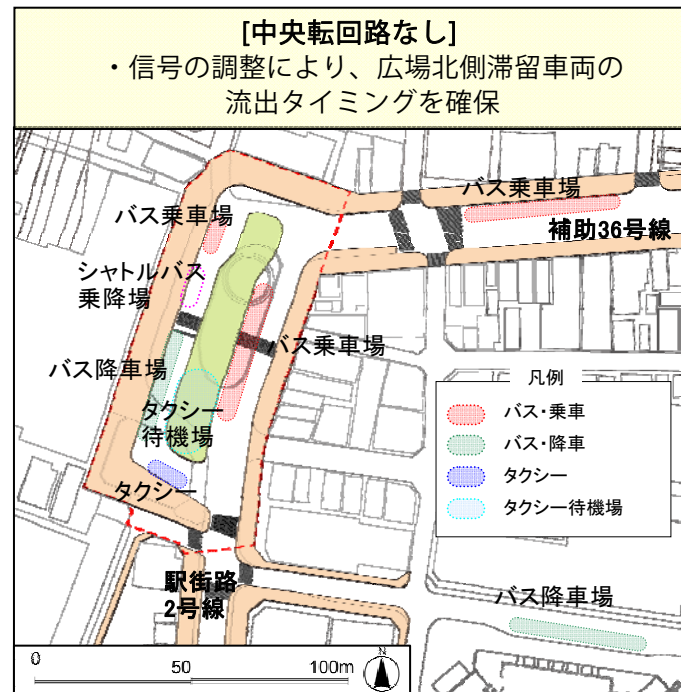 [中央転回路なし]
・信号の調整により、広場北側滞留車両の
流出タイミングを確保
バス乗車場
バス乗車場
補助36号線
シャトルバス
乗降場
バス乗車場
バス降車場
タクシー
待機場
タクシー
凡例
バス・乗車
バス・降車
タクシー
タクシー待機場
駅街路
2号線
バス降車場
0 50 100m
N